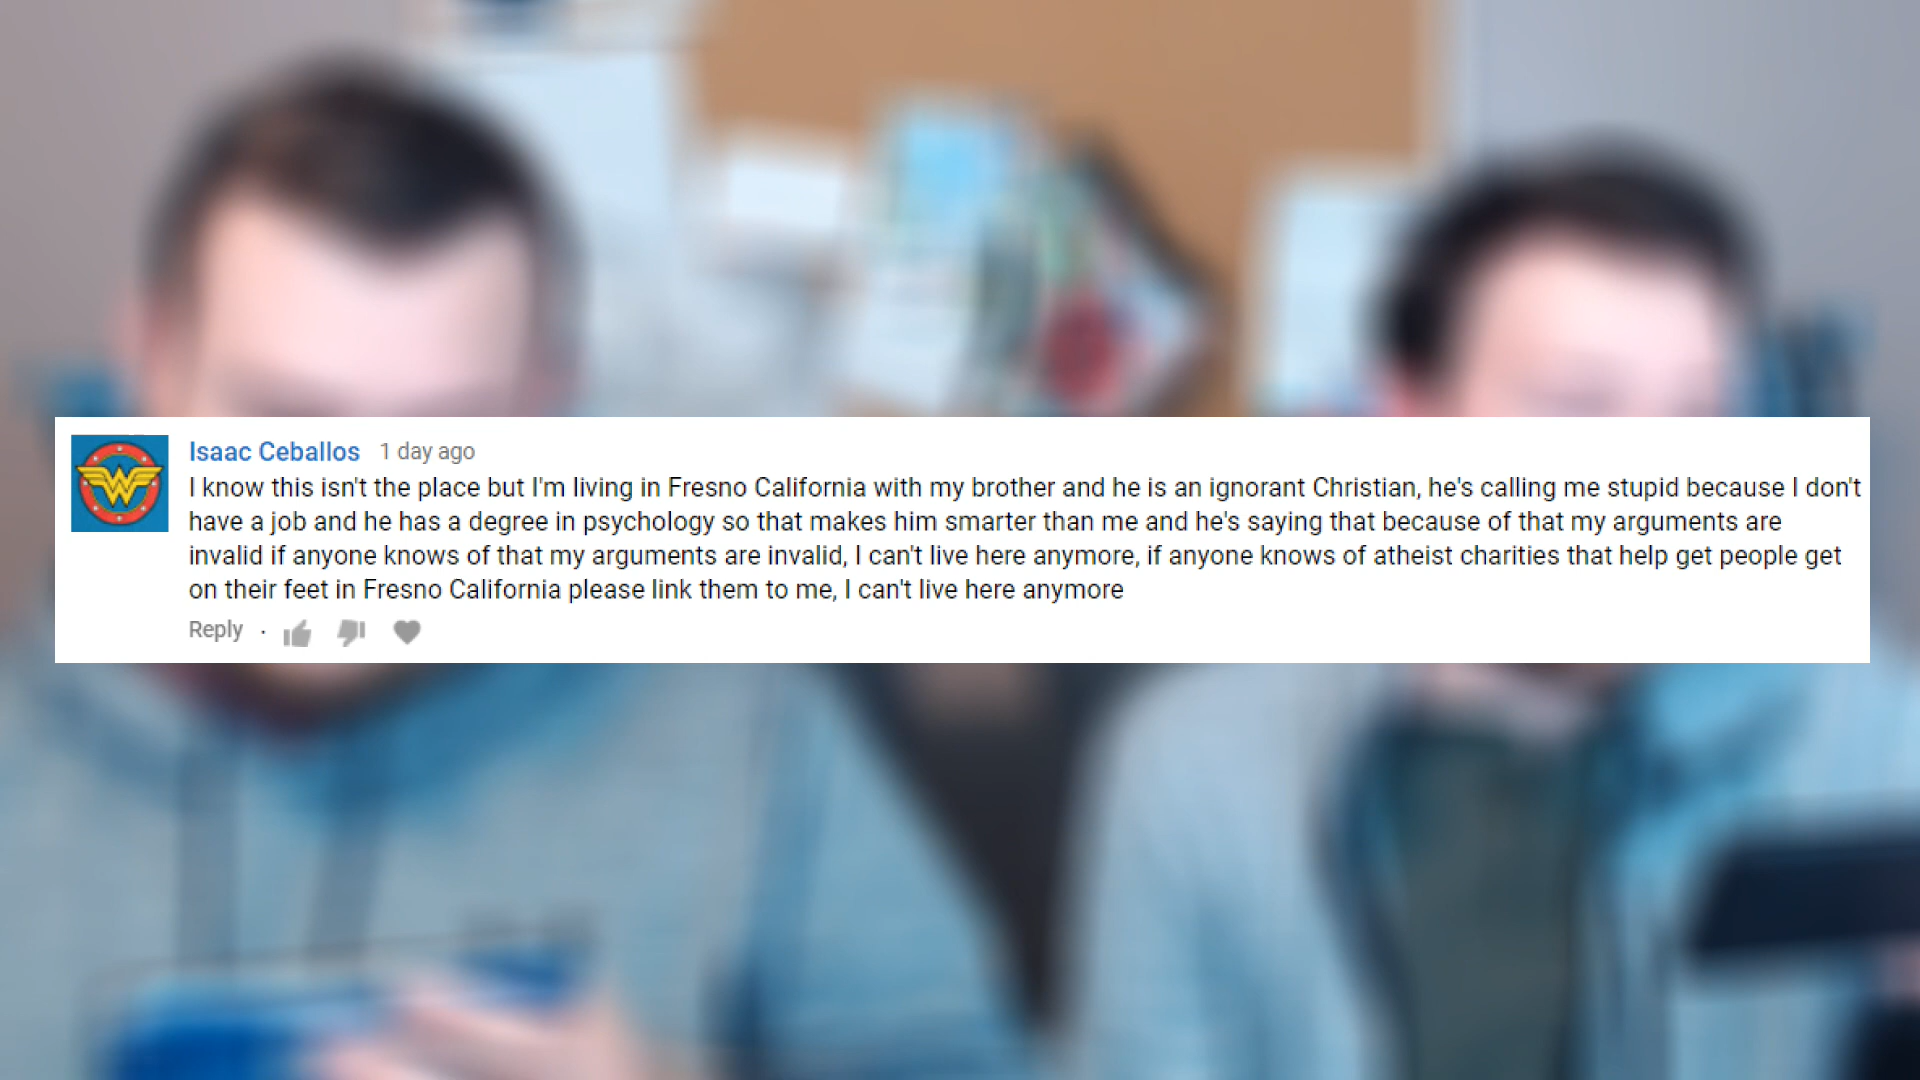 Isaac Ceballos 1 day ago
I know this isn't the place but I'm living in Fresno California with my brother and he is an ignorant Christian, he's calling me stupid because I don't
have a job and he has a degree in psychology so that makes him smarter than me and he's saying that because of that my arguments are
invalid if anyone knows of that my arguments are invalid, I can't live here anymore, if anyone knows of atheist charities that help get people get
on their feet in Fresno California please link them to me, I can't live here anymore
Reply ·